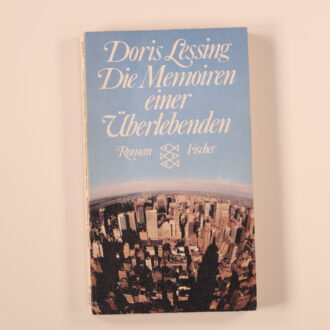 Doris Lessing
Die Memoiren
einer
Überlebenden
Roman Fischer